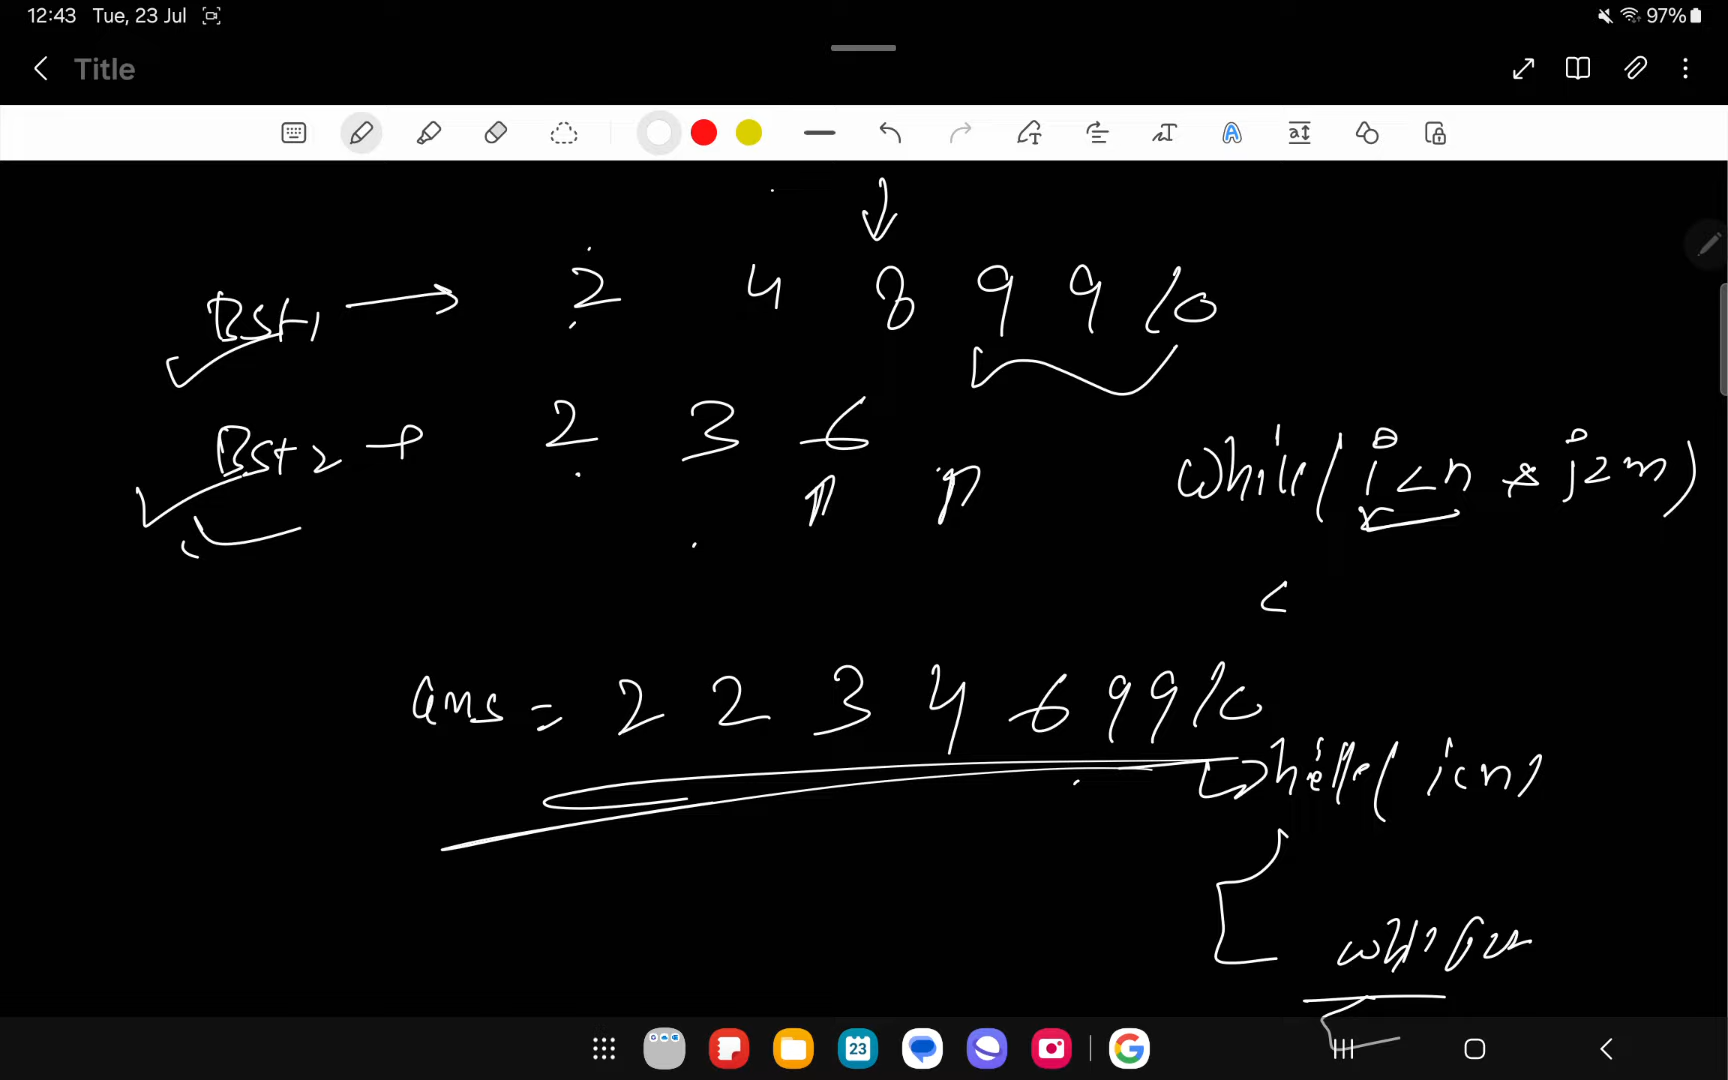 12:43 Tue, 23 Jul 97%
Title
BST1 → 2 4 8 9 9 10
BST2 → 2 3 6
while( i<n & j<m)
<
ans = 2 2 3 4 6 9 9 10
while( i<n)
23